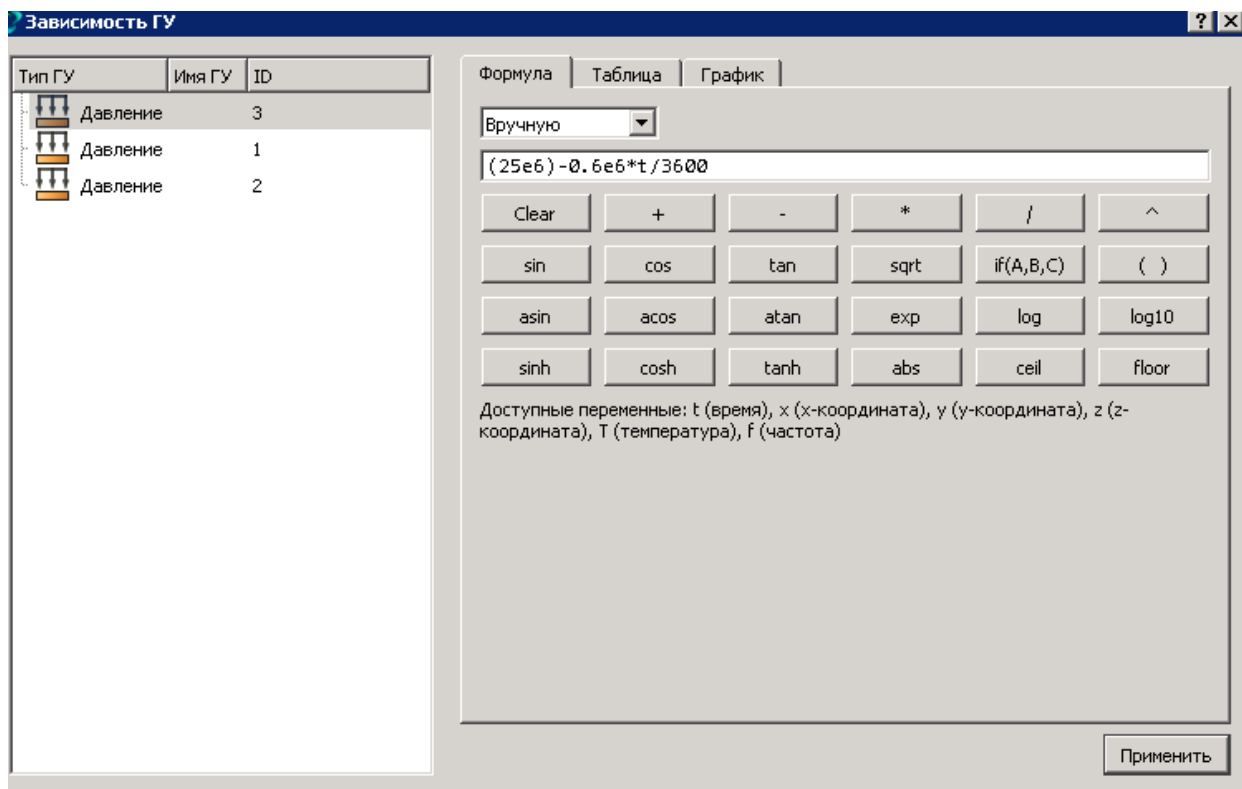 Зависимость ГУ
? X
Тип ГУ Имя ГУ ID
Давление 3
Давление 1
Давление 2
Формула Таблица График
Вручную
(25e6)-0.6e6*t/3600
Clear + - * / ^
sin cos tan sqrt if(A,B,C) ( )
asin acos atan exp log log10
sinh cosh tanh abs ceil floor
Доступные переменные: t (время), x (x-координата), y (y-координата), z (z-
координата), T (температура), f (частота)
Применить